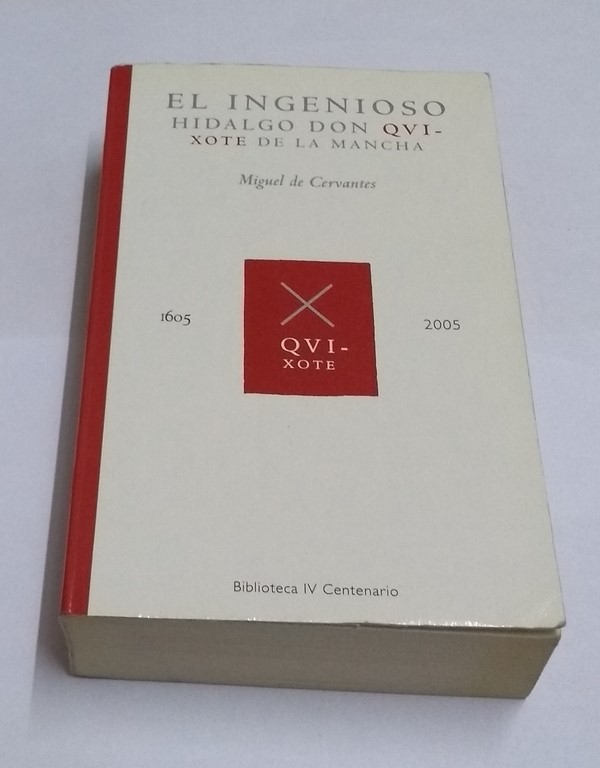 EL INGENIOSO
HIDALGO DON QVI-
XOTE DE LA MANCHA
Miguel de Cervantes
1605
2005
QVI-
XOTE
Biblioteca IV Centenario